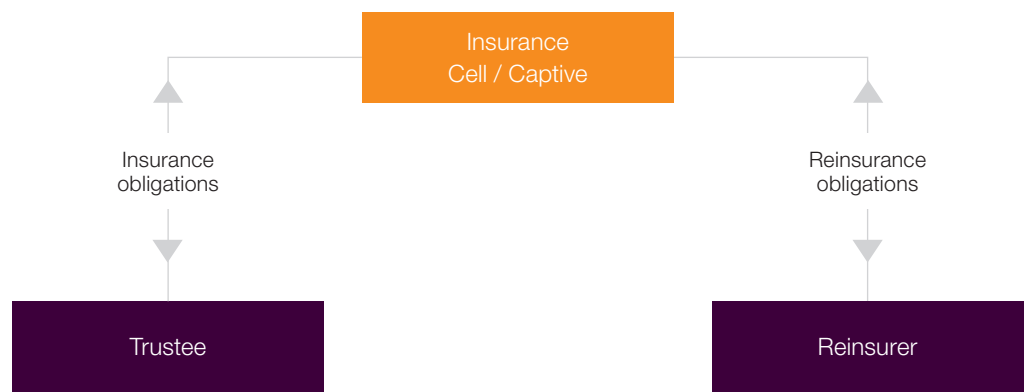 Insurance
Cell / Captive
Insurance
obligations
Reinsurance
obligations
Trustee
Reinsurer